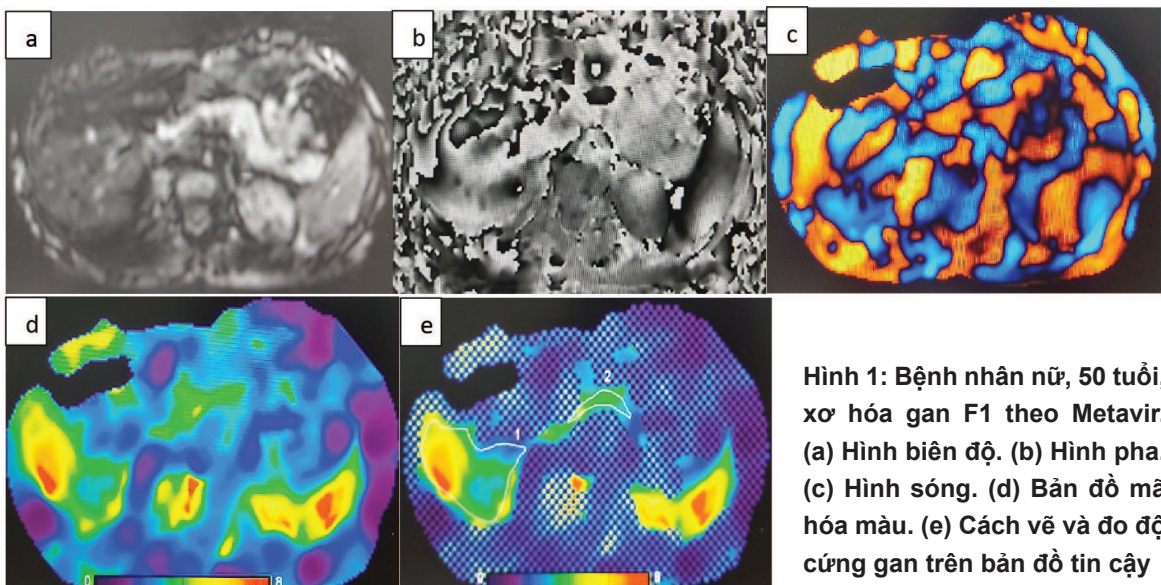 a
b
c
d
e
1
2
0
8
Hình 1: Bệnh nhân nữ, 50 tuổi,
xơ hóa gan F1 theo Metavir.
(a) Hình biên độ. (b) Hình pha.
(c) Hình sóng. (d) Bản đồ mã
hóa màu. (e) Cách vẽ và đo độ
cứng gan trên bản đồ tin cậy